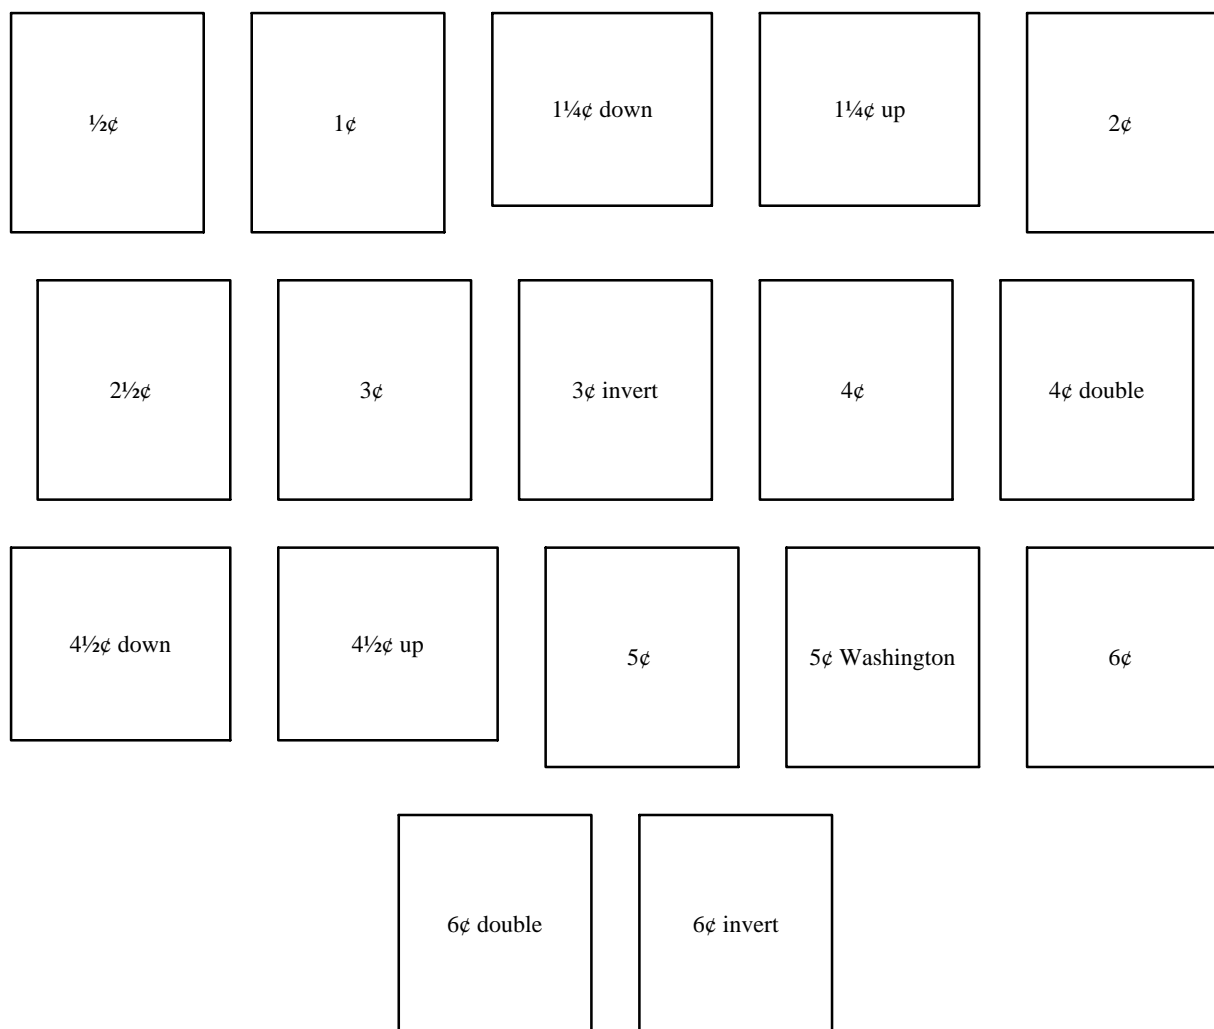 ½¢
1¢
1¼¢ down
1¼¢ up
2¢
2½¢
3¢
3¢ invert
4¢
4¢ double
4½¢ down
4½¢ up
5¢
5¢ Washington
6¢
6¢ double
6¢ invert